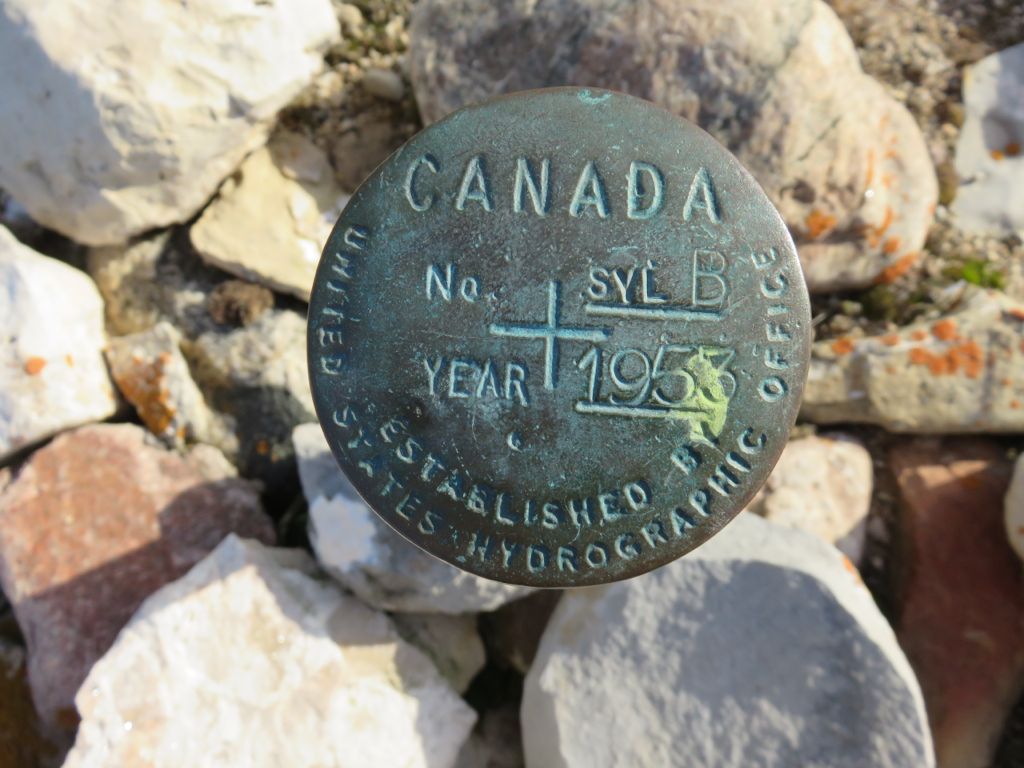 CANADA
No. SYL B
YEAR 1953
ESTABLISHED BY
UNITED STATES HYDROGRAPHIC OFFICE